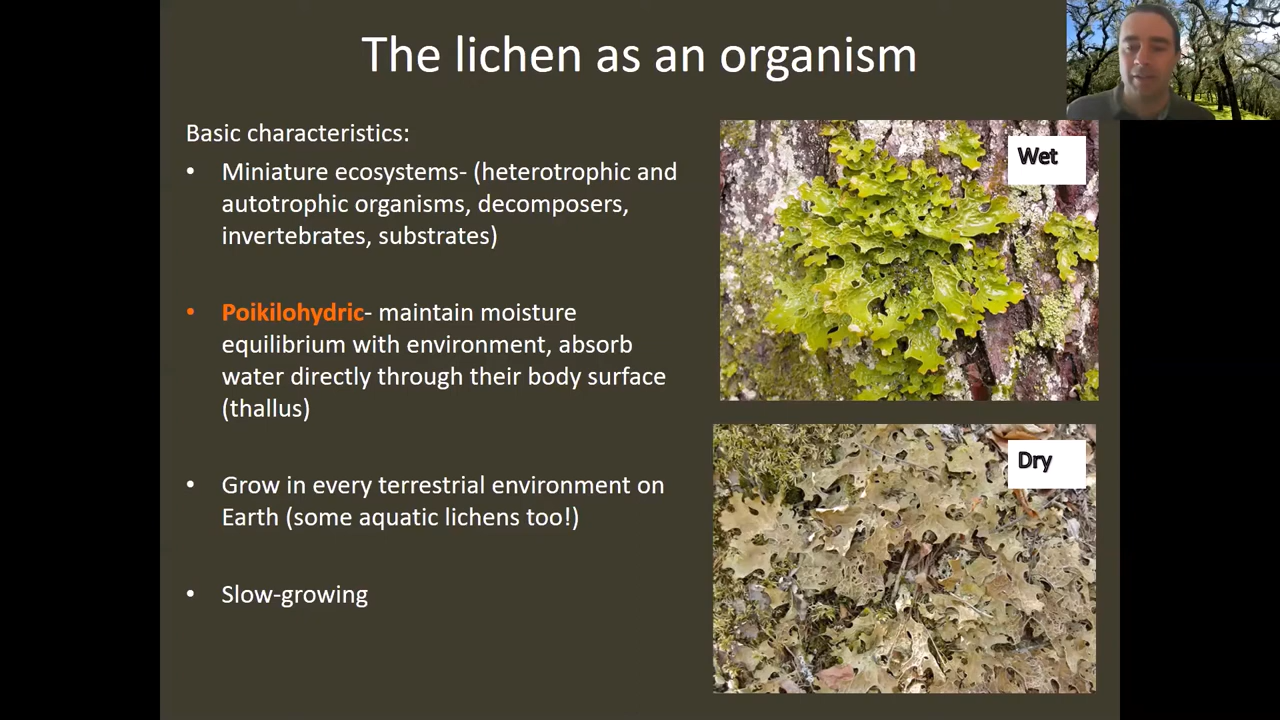 The lichen as an organism
Basic characteristics:
• Miniature ecosystems- (heterotrophic and
autotrophic organisms, decomposers,
invertebrates, substrates)
• Poikilohydric- maintain moisture
equilibrium with environment, absorb
water directly through their body surface
(thallus)
• Grow in every terrestrial environment on
Earth (some aquatic lichens too!)
• Slow-growing
Wet
Dry